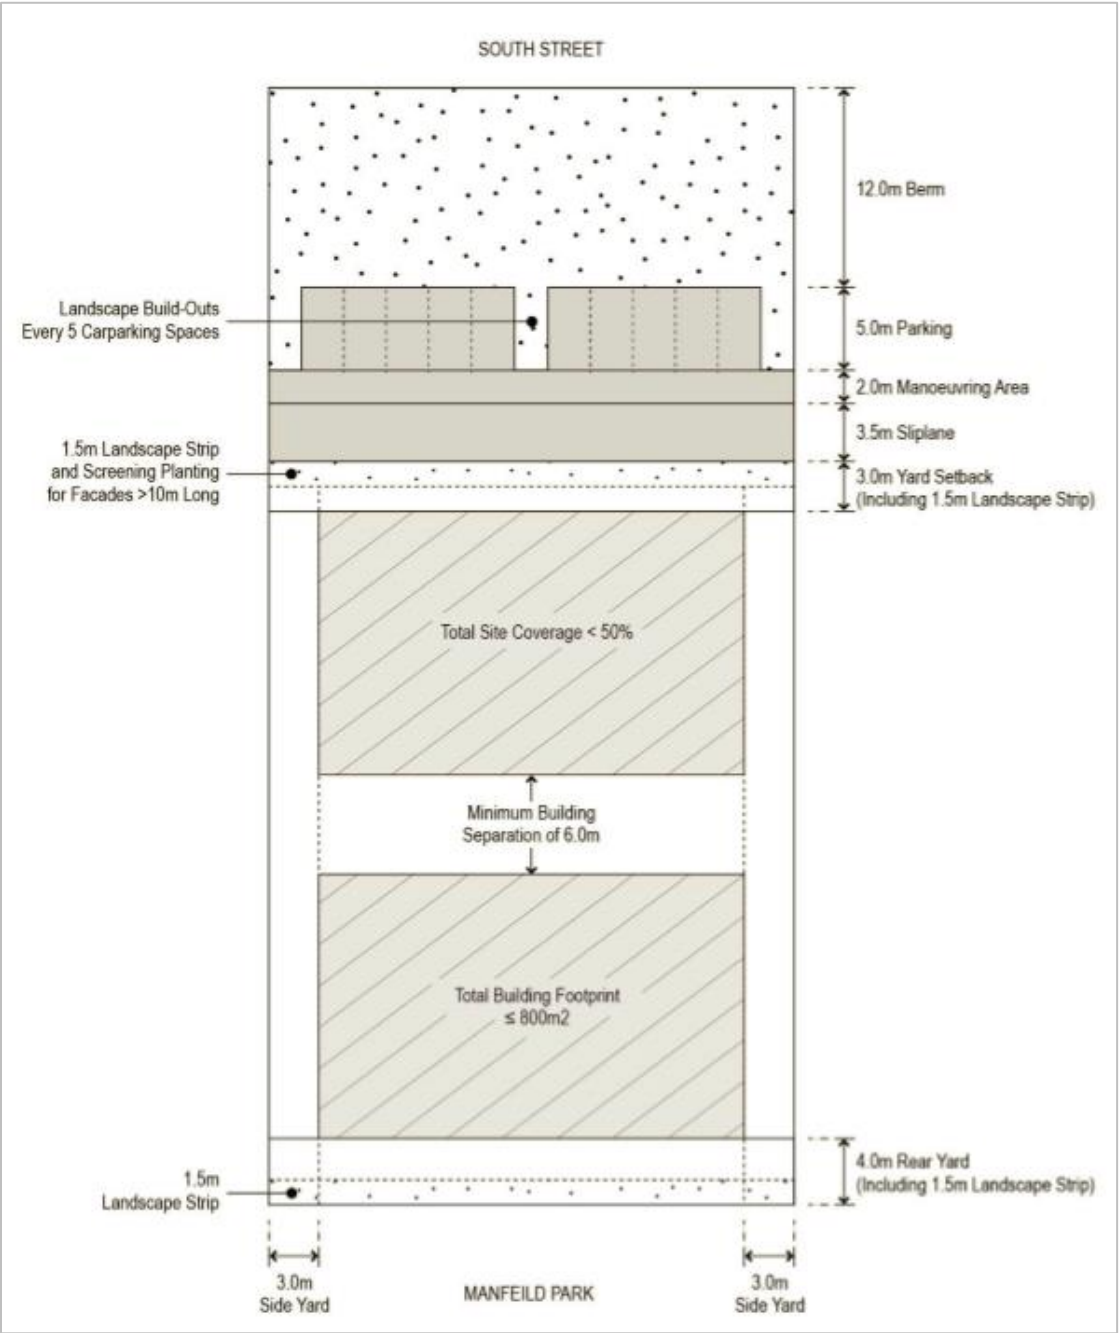 SOUTH STREET
12.0m Berm
Landscape Build-Outs
Every 5 Carparking Spaces
5.0m Parking
2.0m Manoeuvring Area
3.5m Sliplane
1.5m Landscape Strip
and Screening Planting
for Facades >10m Long
3.0m Yard Setback
(Including 1.5m Landscape Strip)
Total Site Coverage < 50%
Minimum Building
Separation of 6.0m
Total Building Footprint
≤ 800m2
4.0m Rear Yard
(Including 1.5m Landscape Strip)
1.5m
Landscape Strip
3.0m
Side Yard
MANFEILD PARK
3.0m
Side Yard